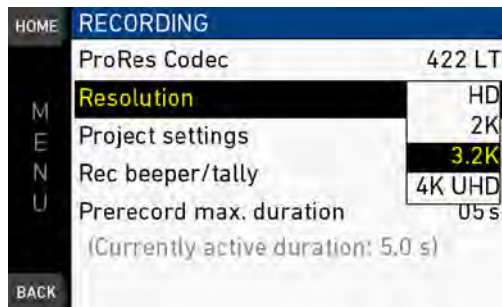 HOME
RECORDING
ProRes Codec 422 LT
Resolution HD
2K
3.2K
4K UHD
Project settings
Rec beeper/tally
Prerecord max. duration 05 s
(Currently active duration: 5.0 s)
MENU
BACK